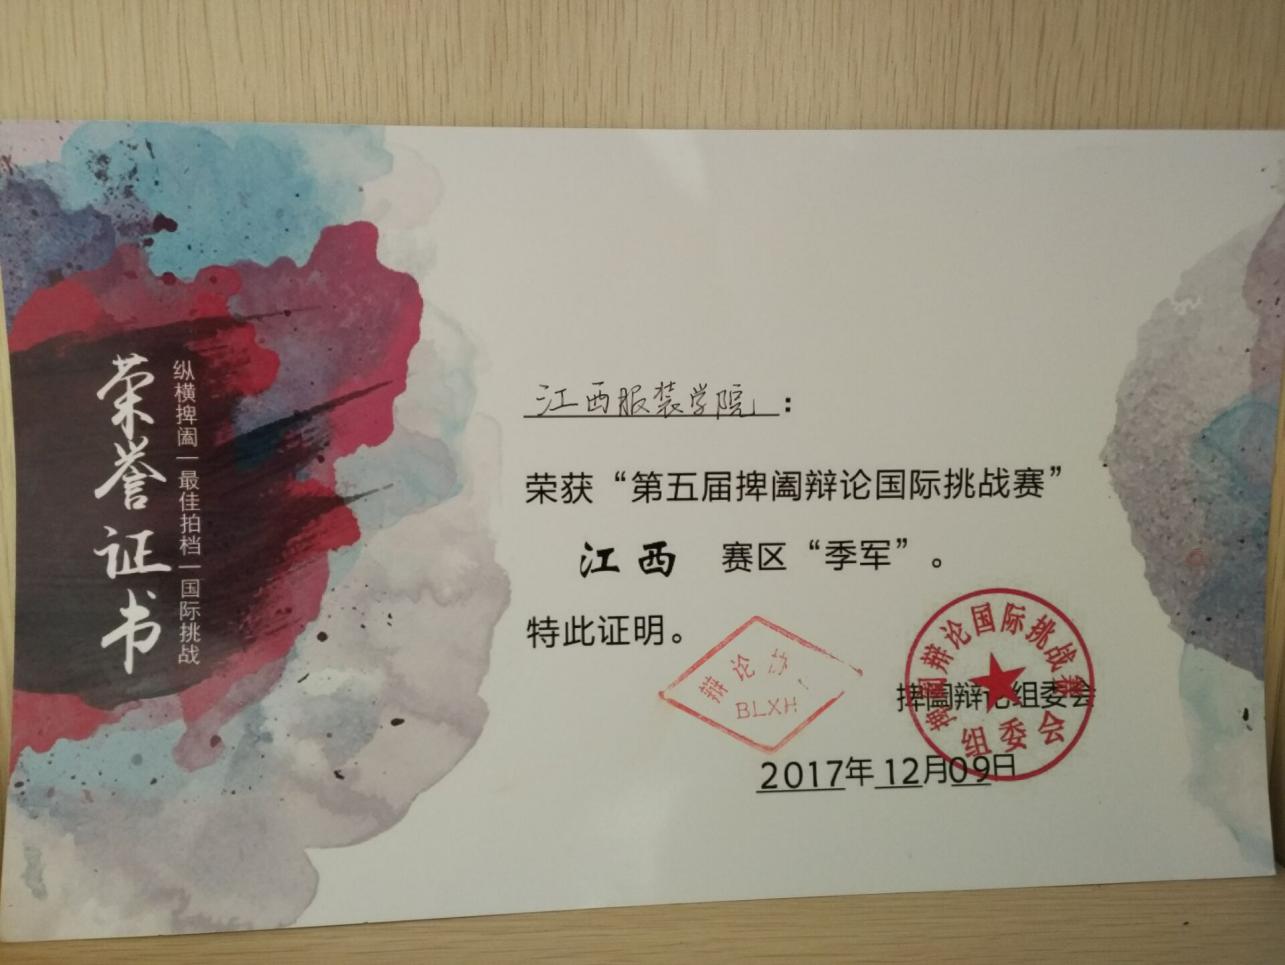 荣誉证书
纵横捭阖|最佳拍档|国际挑战
江西服装学院：
荣获“第五届捭阖辩论国际挑战赛”
江西 赛区“季军”。
特此证明。
辩论
BLXH
捭阖辩论国际挑战赛
组委会
捭阖辩论组委会
2017年12月09日